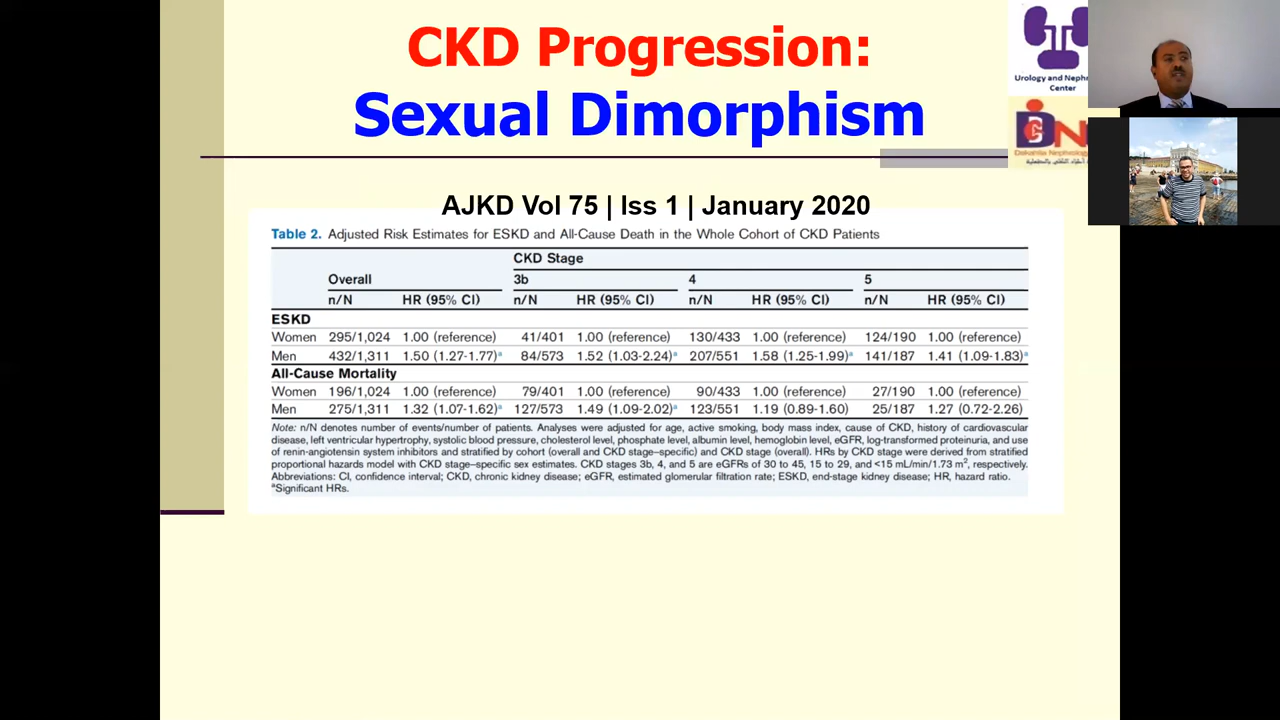 CKD Progression:
Sexual Dimorphism
Urology and Neph
Center
Dakahlia Nephrology
AJKD Vol 75 | Iss 1 | January 2020
Table 2. Adjusted Risk Estimates for ESKD and All-Cause Death in the Whole Cohort of CKD Patients
CKD Stage
Overall 3b 4 5
n/N HR (95% CI) n/N HR (95% CI) n/N HR (95% CI) n/N HR (95% CI)
ESKD
Women 295/1,024 1.00 (reference) 41/401 1.00 (reference) 130/433 1.00 (reference) 124/190 1.00 (reference)
Men 432/1,311 1.50 (1.27-1.77)a 84/573 1.52 (1.03-2.24)a 207/551 1.58 (1.25-1.99)a 141/187 1.41 (1.09-1.83)a
All-Cause Mortality
Women 196/1,024 1.00 (reference) 79/401 1.00 (reference) 90/433 1.00 (reference) 27/190 1.00 (reference)
Men 275/1,311 1.32 (1.07-1.62)a 127/573 1.49 (1.09-2.02)a 123/551 1.19 (0.89-1.60) 25/187 1.27 (0.72-2.26)
Note: n/N denotes number of events/number of patients. Analyses were adjusted for age, active smoking, body mass index, cause of CKD, history of cardiovascular
disease, left ventricular hypertrophy, systolic blood pressure, cholesterol level, phosphate level, albumin level, hemoglobin level, eGFR, log-transformed proteinuria, and use
of renin-angiotensin system inhibitors and stratified by cohort (overall and CKD stage–specific) and CKD stage (overall). HRs by CKD stage were derived from stratified
proportional hazards model with CKD stage–specific sex estimates. CKD stages 3b, 4, and 5 are eGFRs of 30 to 45, 15 to 29, and <15 mL/min/1.73 m², respectively.
Abbreviations: CI, confidence interval; CKD, chronic kidney disease; eGFR, estimated glomerular filtration rate; ESKD, end-stage kidney disease; HR, hazard ratio.
aSignificant HRs.